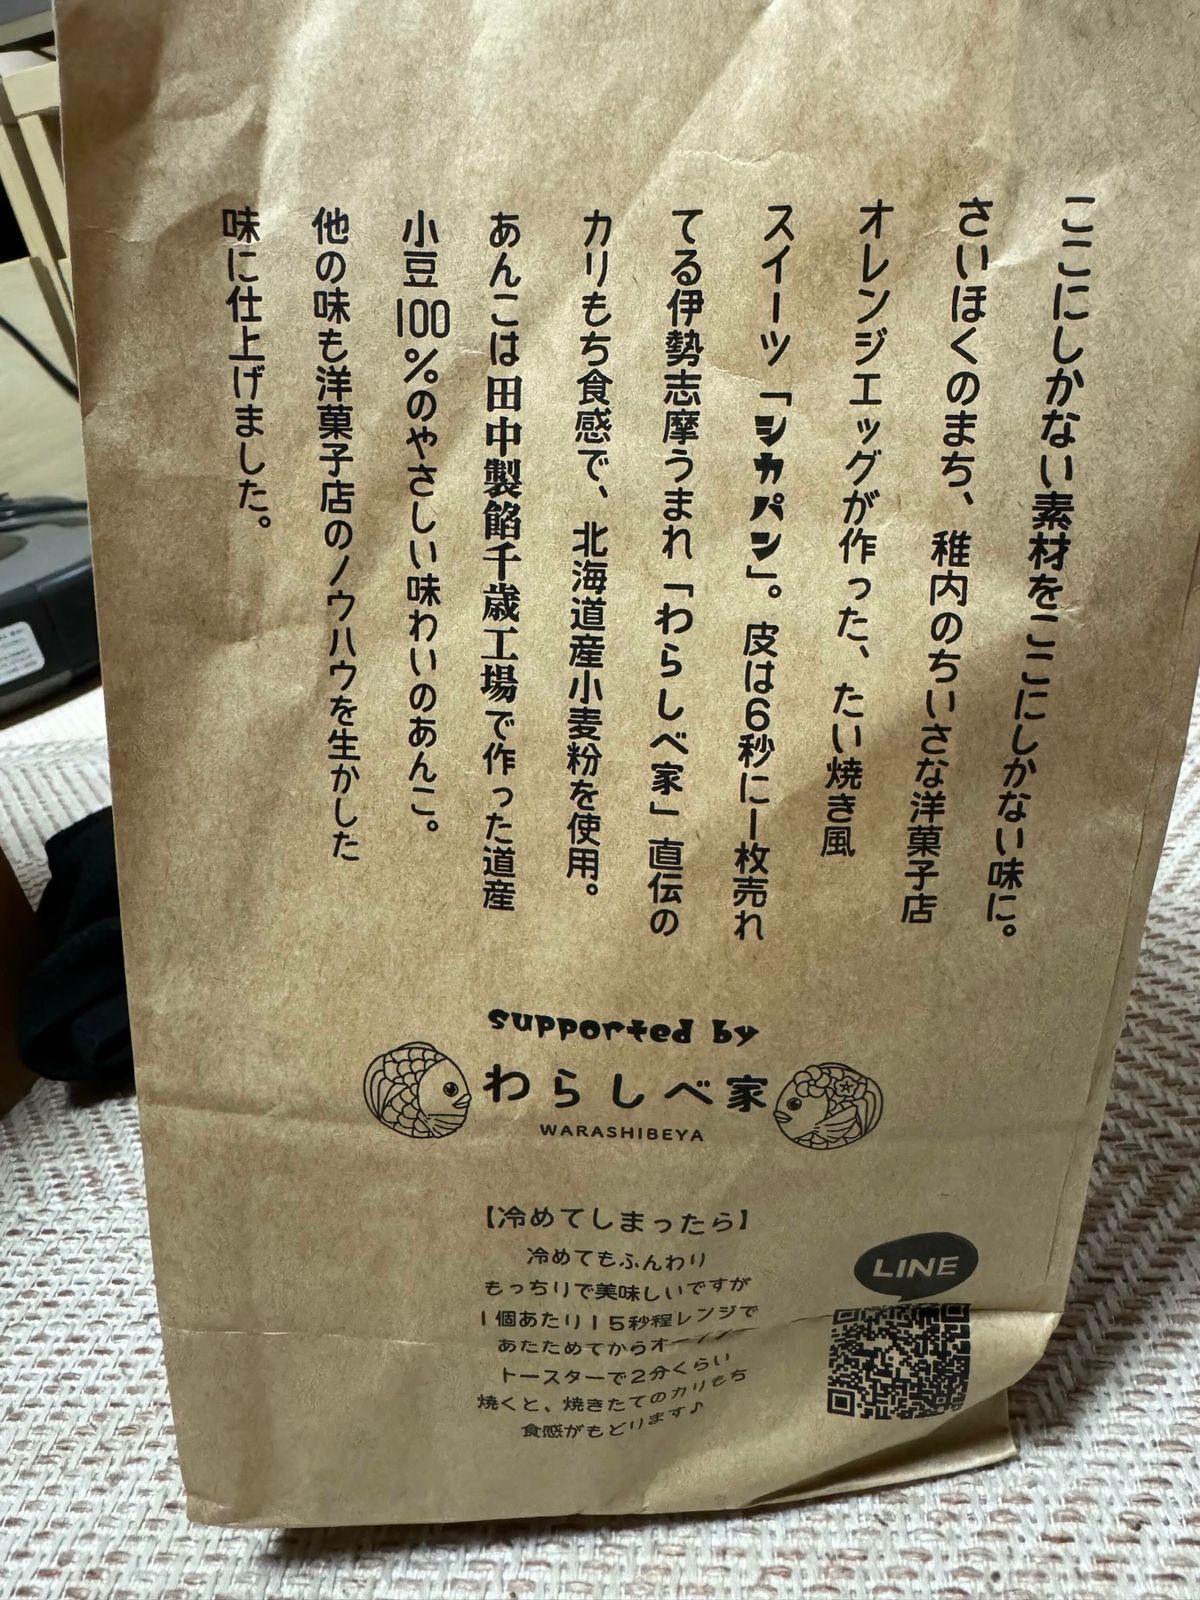 ここにしかない素材をここにしかない味に。
さいほくのまち、稚内のちいさな洋菓子店
オレンジエッグが作った、たい焼き風
スイーツ「シカパン」。皮は6秒に1枚売れ
てる伊勢志摩うまれ「わらしべ家」直伝の
カリもち食感で、北海道産小麦粉を使用。
あんこは田中製餡千歳工場で作った道産
小豆100%のやさしい味わいのあんこ。
他の味も洋菓子店のノウハウを生かした
味に仕上げました。
supported by
わらしべ家
WARASHIBEYA
【冷めてしまったら】
冷めてもふんわり
もっちりで美味しいですが
1個あたり15秒程レンジで
あたためてからオーブン
トースターで2分くらい
焼くと、焼きたてのカリもち
食感がもどります♪
LINE